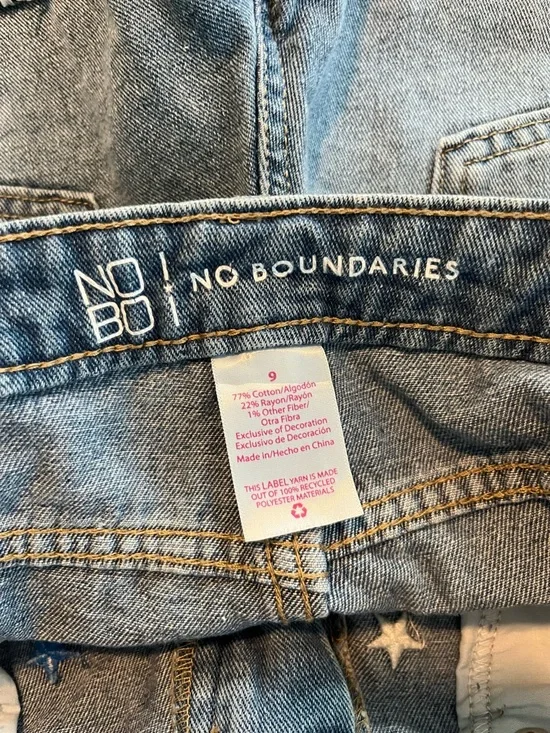 NO
BO
NO BOUNDARIES
9
77% Cotton/Algodón
22% Rayon/Rayón
1% Other Fiber/
Otra Fibra
Exclusive of Decoration
Exclusivo de Decoración
Made in/Hecho en China
THIS LABEL YARN IS MADE
OUT OF 100% RECYCLED
POLYESTER MATERIALS